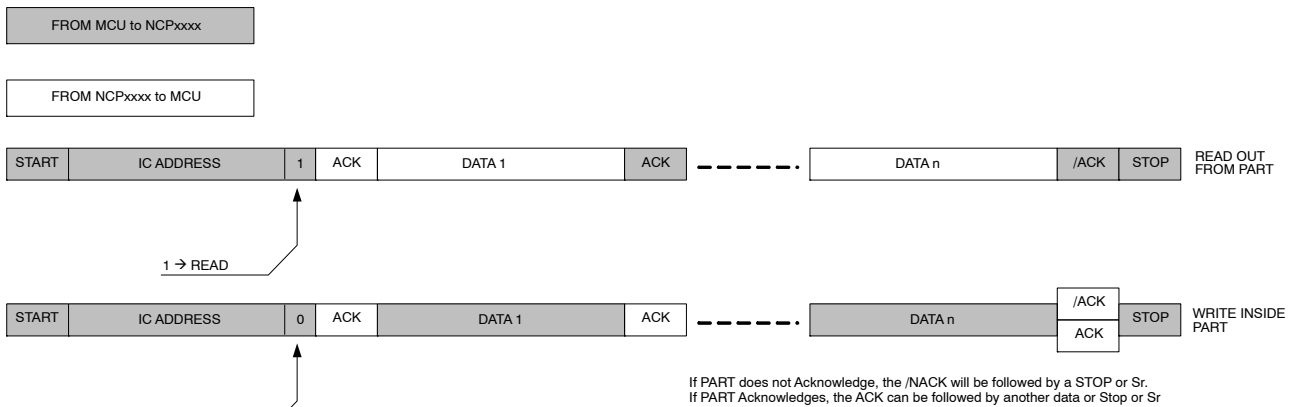 FROM MCU to NCPxxxx
FROM NCPxxxx to MCU
START IC ADDRESS 1 ACK DATA 1 ACK DATA n /ACK STOP READ OUT
FROM PART
1 → READ
START IC ADDRESS 0 ACK DATA 1 ACK DATA n /ACK STOP WRITE INSIDE
ACK PART
If PART does not Acknowledge, the /NACK will be followed by a STOP or Sr.
If PART Acknowledges, the ACK can be followed by another data or Stop or Sr